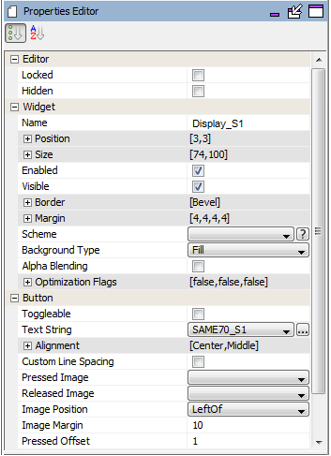 Properties Editor
A
Z
Editor
Locked
Hidden
Widget
Name Display_S1
Position [3,3]
Size [74,100]
Enabled
Visible
Border [Bevel]
Margin [4,4,4,4]
Scheme ?
Background Type Fill
Alpha Blending
Optimization Flags [false,false,false]
Button
Toggleable
Text String SAME70_S1 ...
Alignment [Center,Middle]
Custom Line Spacing
Pressed Image
Released Image
Image Position LeftOf
Image Margin 10
Pressed Offset 1